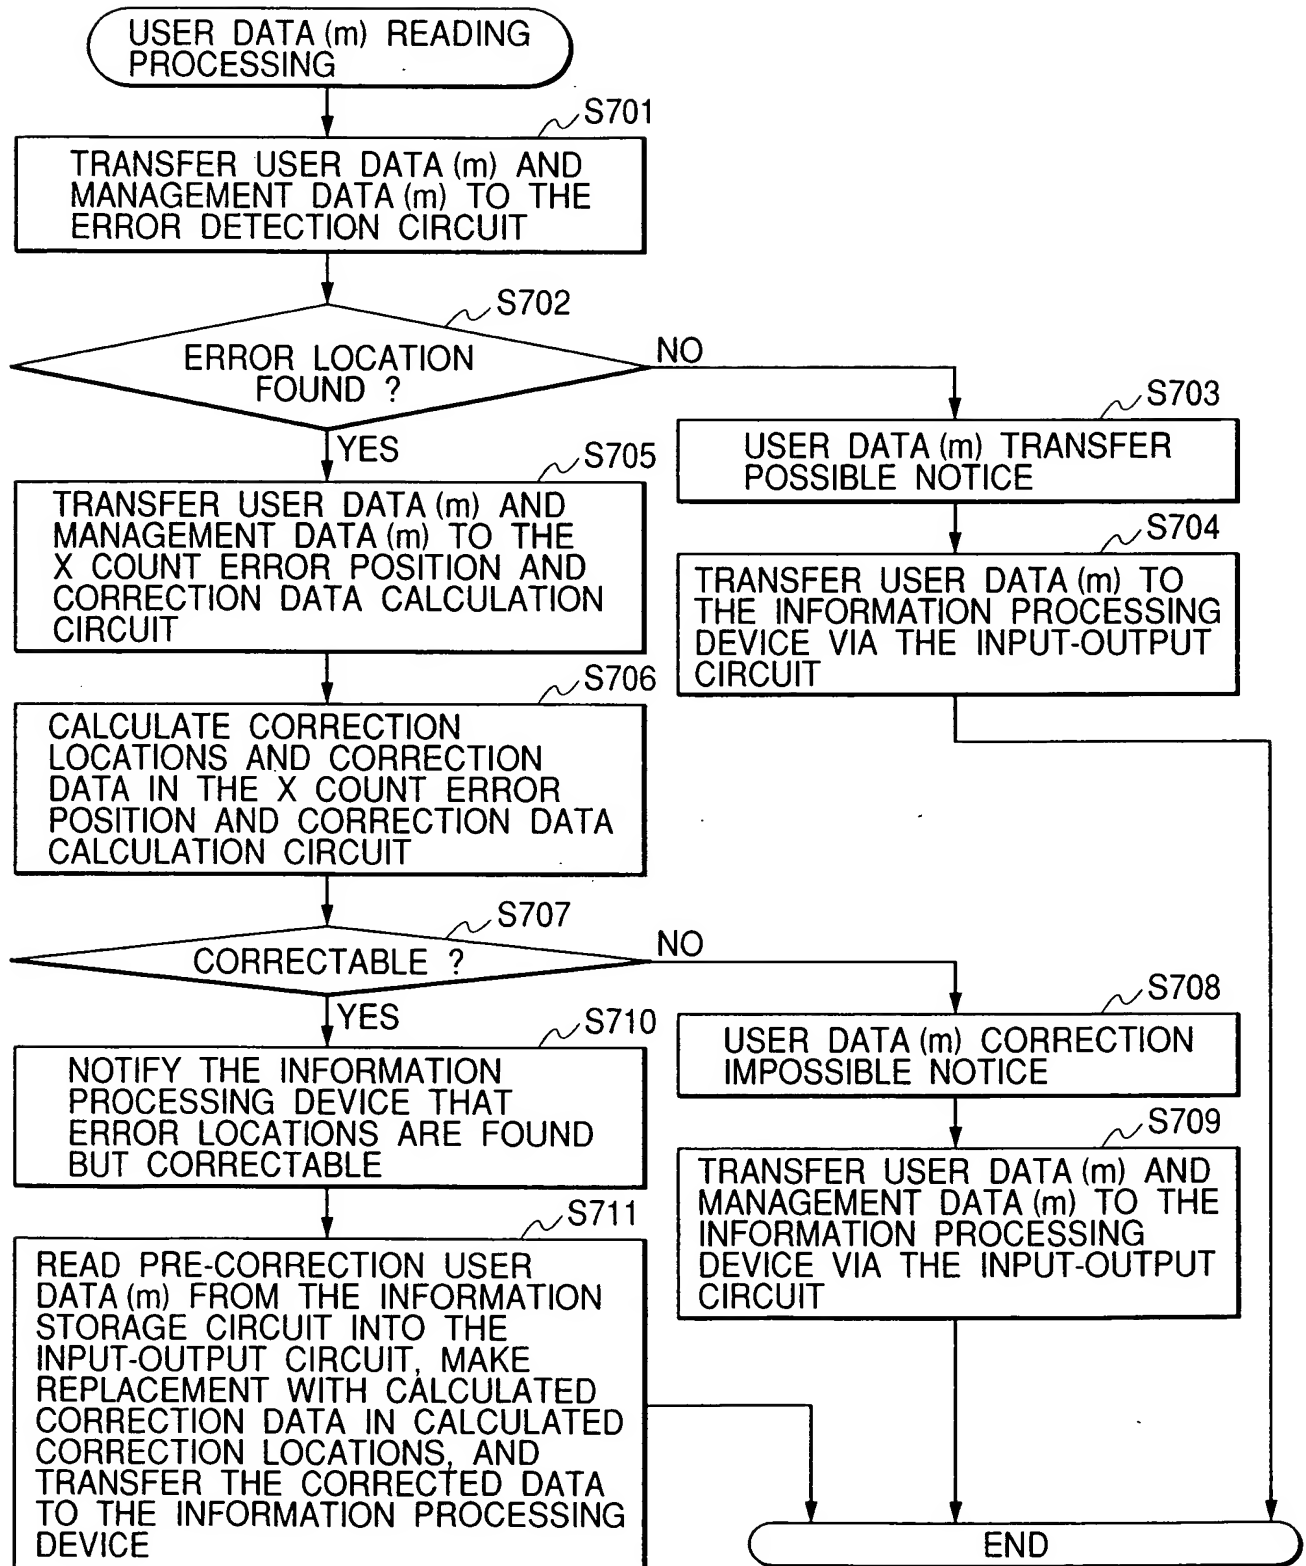 USER DATA (m) READING
PROCESSING
S701
TRANSFER USER DATA (m) AND
MANAGEMENT DATA (m) TO THE
ERROR DETECTION CIRCUIT
S702
ERROR LOCATION
FOUND ?
NO
YES
S703
USER DATA (m) TRANSFER
POSSIBLE NOTICE
S704
TRANSFER USER DATA (m) TO
THE INFORMATION PROCESSING
DEVICE VIA THE INPUT-OUTPUT
CIRCUIT
S705
TRANSFER USER DATA (m) AND
MANAGEMENT DATA (m) TO THE
X COUNT ERROR POSITION AND
CORRECTION DATA CALCULATION
CIRCUIT
S706
CALCULATE CORRECTION
LOCATIONS AND CORRECTION
DATA IN THE X COUNT ERROR
POSITION AND CORRECTION DATA
CALCULATION CIRCUIT
S707
CORRECTABLE ?
NO
YES
S708
USER DATA (m) CORRECTION
IMPOSSIBLE NOTICE
S709
TRANSFER USER DATA (m) AND
MANAGEMENT DATA (m) TO THE
INFORMATION PROCESSING
DEVICE VIA THE INPUT-OUTPUT
CIRCUIT
S710
NOTIFY THE INFORMATION
PROCESSING DEVICE THAT
ERROR LOCATIONS ARE FOUND
BUT CORRECTABLE
S711
READ PRE-CORRECTION USER
DATA (m) FROM THE INFORMATION
STORAGE CIRCUIT INTO THE
INPUT-OUTPUT CIRCUIT, MAKE
REPLACEMENT WITH CALCULATED
CORRECTION DATA IN CALCULATED
CORRECTION LOCATIONS, AND
TRANSFER THE CORRECTED DATA
TO THE INFORMATION PROCESSING
DEVICE
END